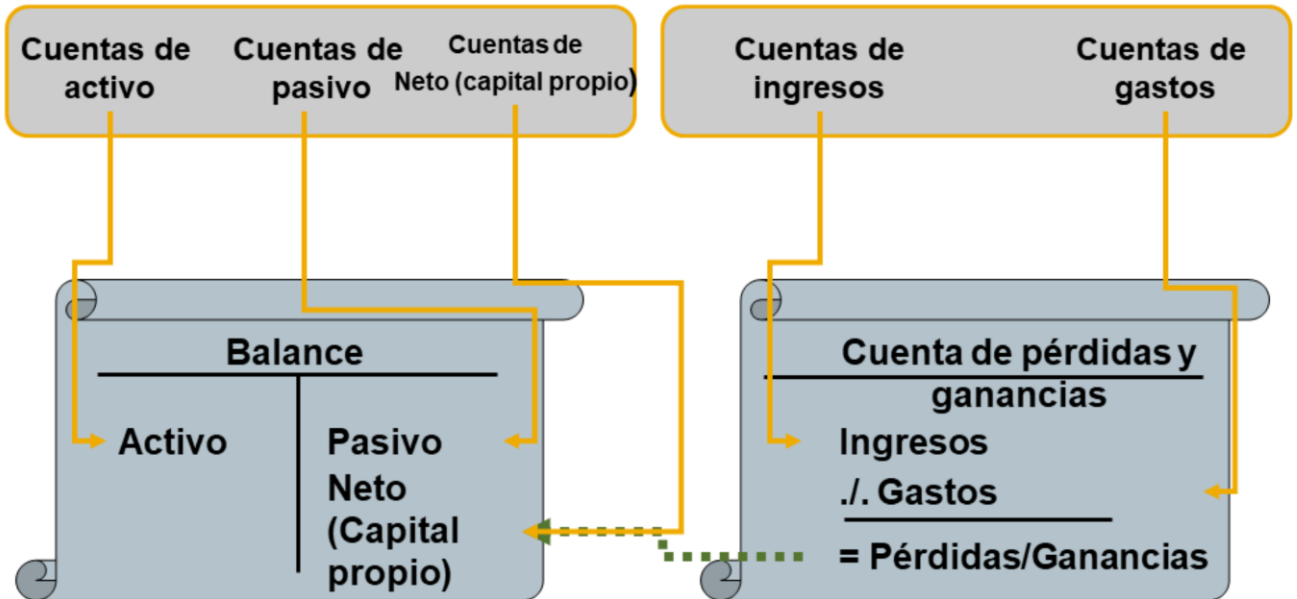 Cuentas de
activo
Cuentas de
pasivo
Cuentas de
Neto (capital propio)
Cuentas de
ingresos
Cuentas de
gastos
Balance
Activo
Pasivo
Neto
(Capital
propio)
Cuenta de pérdidas y
ganancias
Ingresos
./. Gastos
= Pérdidas/Ganancias